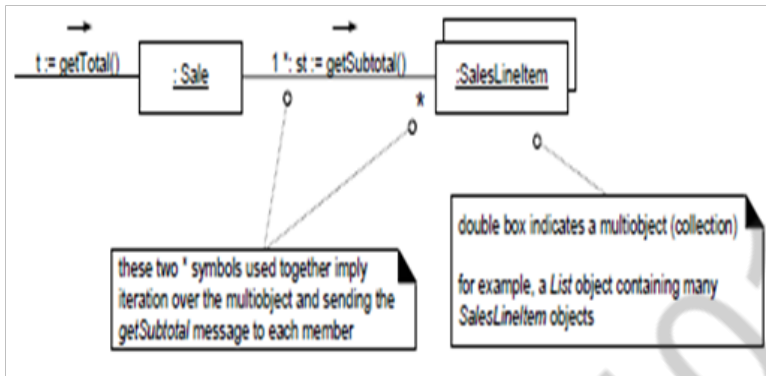 t := getTotal()
: Sale
1 *: st := getSubtotal()
:SalesLineItem
*
these two * symbols used together imply
iteration over the multiobject and sending the
getSubtotal message to each member
double box indicates a multiobject (collection)
for example, a List object containing many
SalesLineItem objects